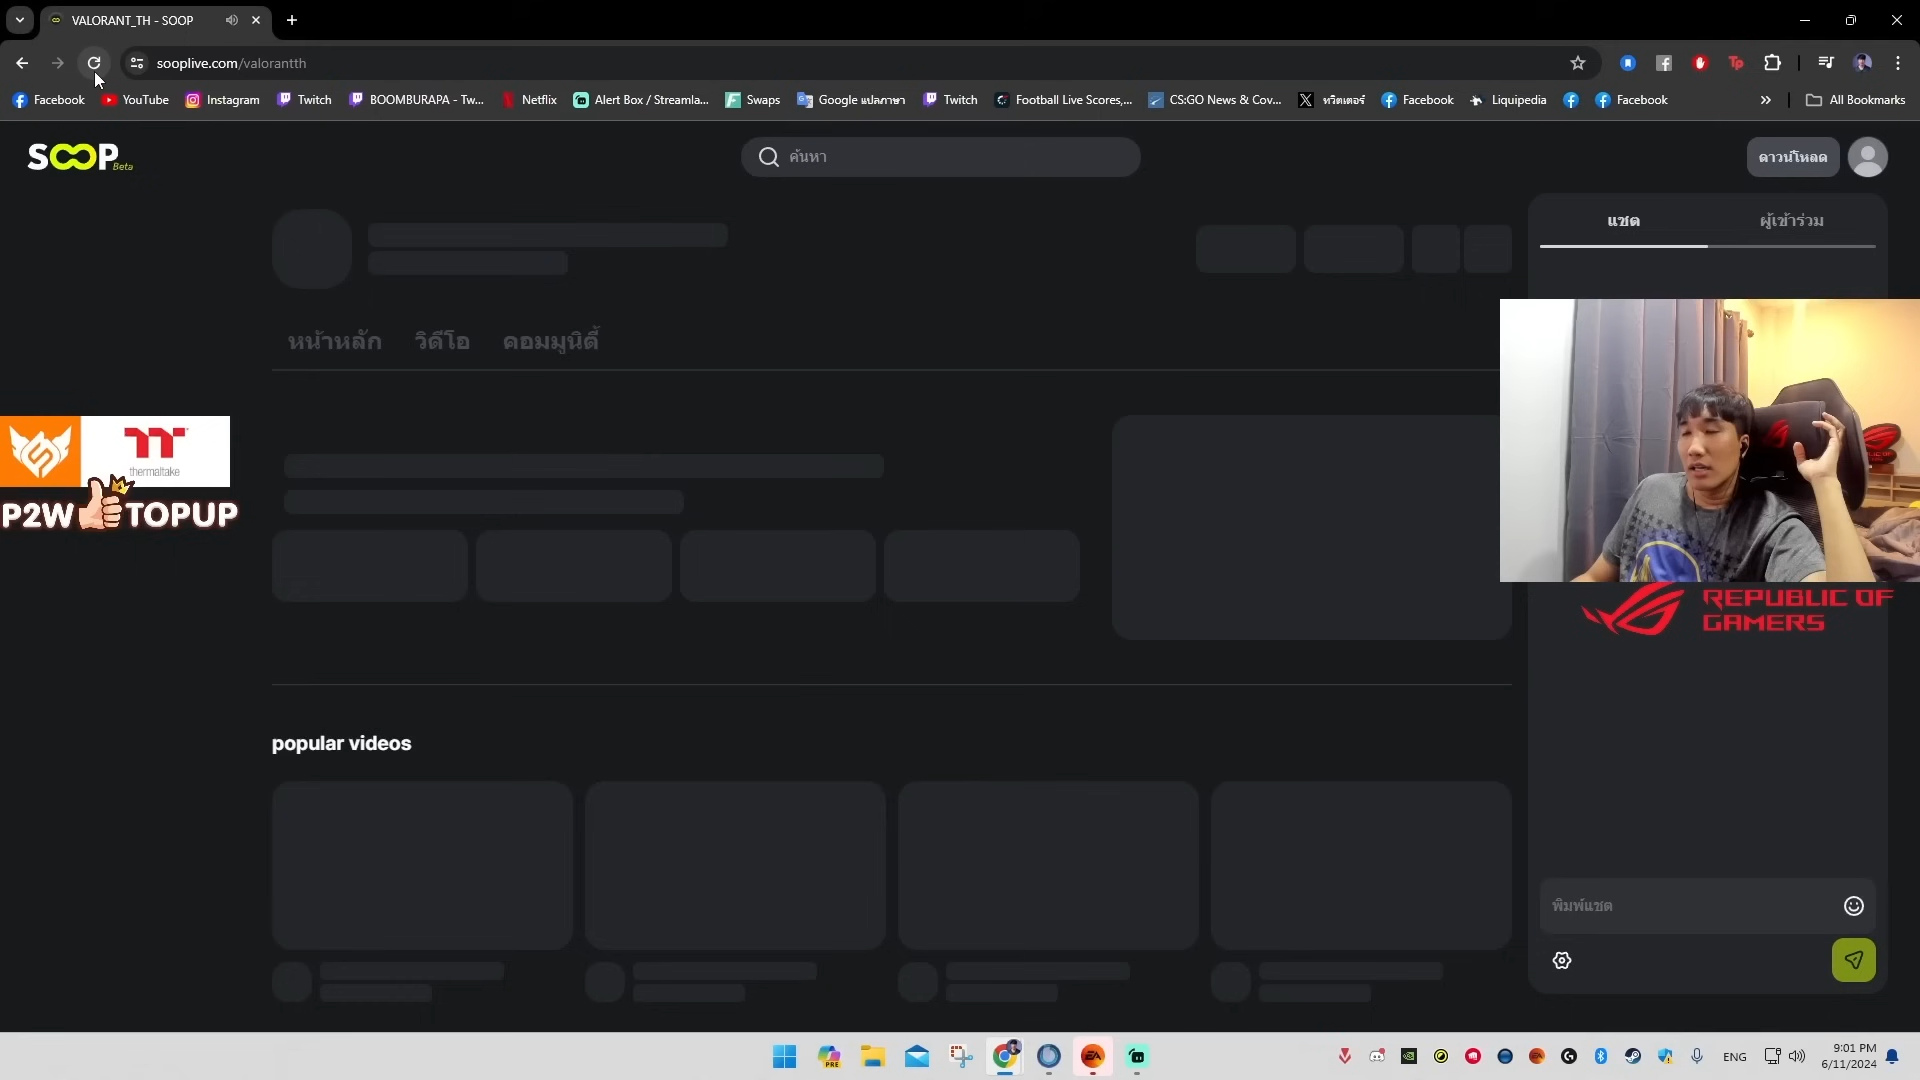 VALORANT_TH - SOOP
sooplive.com/valorantth
Facebook
YouTube
Instagram
Twitch
BOOMBURAPA - Tw...
Netflix
Alert Box / Streamla...
Swaps
Google แปลภาษา
Twitch
Football Live Scores,...
CS:GO News & Cov...
ทวิตเตอร์
Facebook
Liquipedia
Facebook
All Bookmarks
SOOP Beta
ค้นหา
ดาวน์โหลด
แชต
ผู้เข้าร่วม
หน้าหลัก
วิดีโอ
คอมมูนิตี้
thermaltake
P2W TOPUP
REPUBLIC OF
GAMERS
popular videos
พิมพ์แชต
PRE
EA
ENG
9:01 PM
6/11/2024